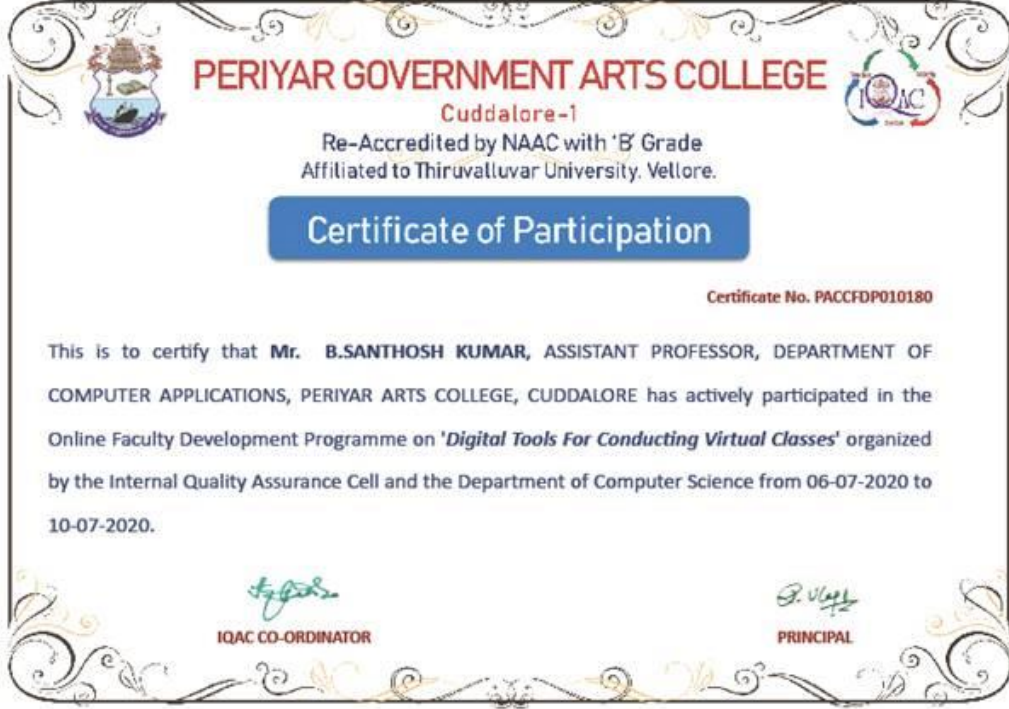 PERIYAR GOVERNMENT ARTS COLLEGE
Cuddalore-1
Re-Accredited by NAAC with 'B' Grade
Affiliated to Thiruvalluvar University. Vellore.
IQAC
Certificate of Participation
Certificate No. PACCFDP010180
This is to certify that Mr. B.SANTHOSH KUMAR, ASSISTANT PROFESSOR, DEPARTMENT OF
COMPUTER APPLICATIONS, PERIYAR ARTS COLLEGE, CUDDALORE has actively participated in the
Online Faculty Development Programme on 'Digital Tools For Conducting Virtual Classes' organized
by the Internal Quality Assurance Cell and the Department of Computer Science from 06-07-2020 to
10-07-2020.
IQAC CO-ORDINATOR
PRINCIPAL